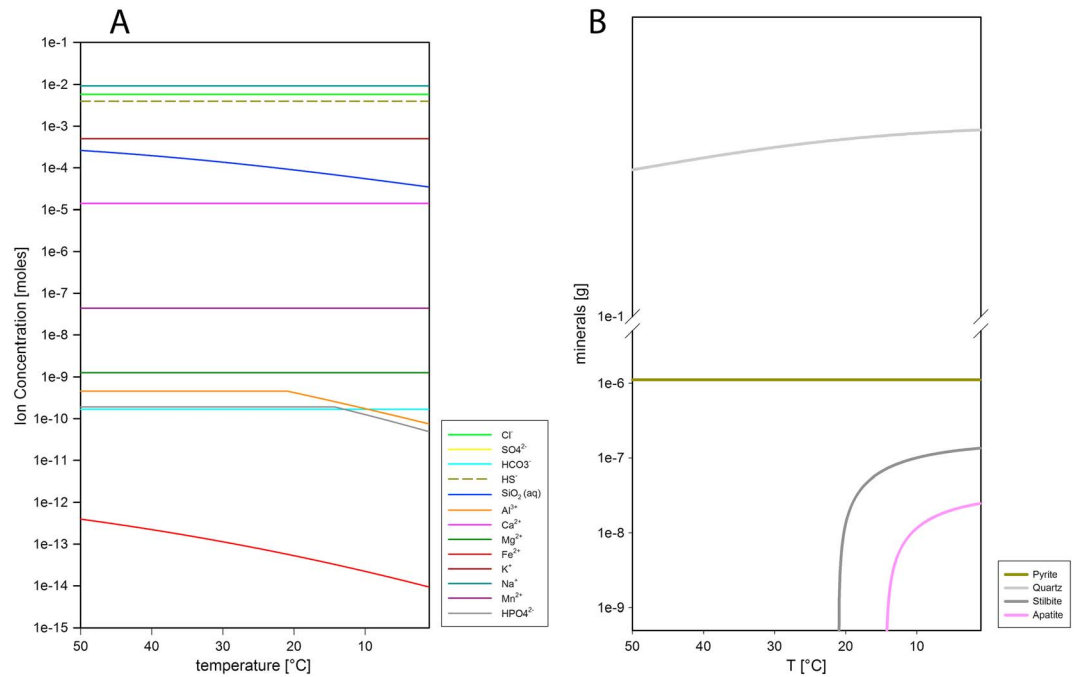 A
Ion Concentration [moles]
1e-1
1e-2
1e-3
1e-4
1e-5
1e-6
1e-7
1e-8
1e-9
1e-10
1e-11
1e-12
1e-13
1e-14
1e-15
50
40
30
20
10
temperature [°C]
Cl⁻
SO4²⁻
HCO3⁻
HS⁻
SiO₂ (aq)
Al³⁺
Ca²⁺
Mg²⁺
Fe²⁺
K⁺
Na⁺
Mn²⁺
HPO4²⁻
B
minerals [g]
1e-1
1e-6
1e-7
1e-8
1e-9
50
40
30
20
10
T [°C]
Pyrite
Quartz
Stilbite
Apatite